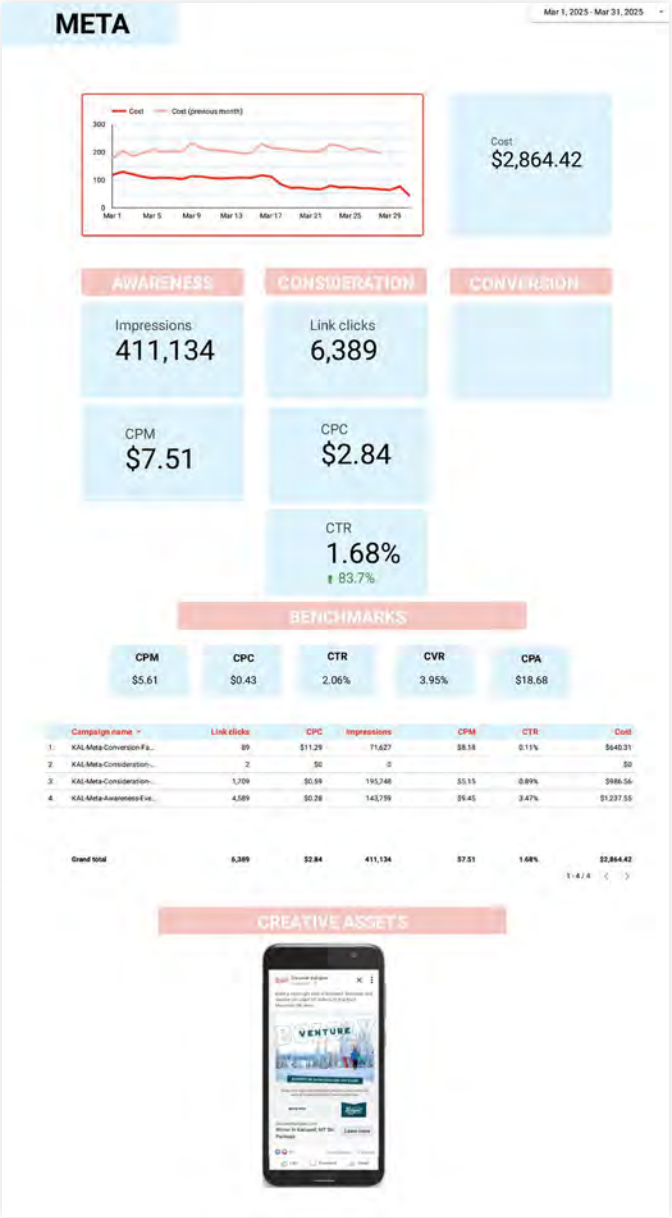 META
Mar 1, 2025 - Mar 31, 2025
Cost
Cost (previous month)
300
200
100
0
Mar 1
Mar 5
Mar 9
Mar 13
Mar 17
Mar 21
Mar 25
Mar 29
Cost
$2,864.42
AWARENESS
CONSIDERATION
CONVERSION
Impressions
411,134
Link clicks
6,389
CPM
$7.51
CPC
$2.84
CTR
1.68%
83.7%
BENCHMARKS
CPM
CPC
CTR
CVR
CPA
$5.61
$0.43
2.06%
3.95%
$18.68
Campaign name Link clicks CPC Impressions CPM CTR Cost
1. KAL-Meta-Conversion-Fa... 89 $11.29 71,627 $8.18 0.11% $640.31
2. KAL-Meta-Consideration-... 2 $0 0 $0
3. KAL-Meta-Consideration-... 1,709 $0.59 195,748 $5.15 0.89% $986.56
4. KAL-Meta-Awareness-Eve... 4,589 $0.28 143,759 $9.45 3.47% $1,237.55
Grand total 6,389 $2.84 411,134 $7.51 1.68% $2,864.42
1-4/4
CREATIVE ASSETS
VENTURE
Winter in Kalispell, MT Ski
Package
Learn more